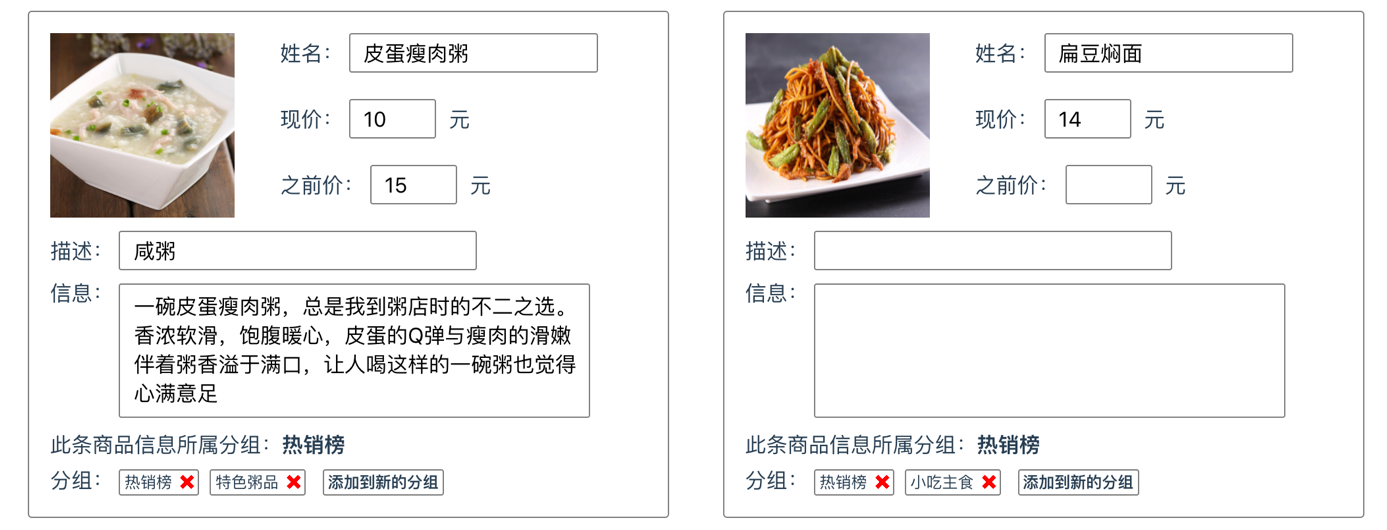 姓名： 皮蛋瘦肉粥
现价： 10 元
之前价： 15 元
描述： 咸粥
信息： 一碗皮蛋瘦肉粥，总是我到粥店时的不二之选。
香浓软滑，饱腹暖心，皮蛋的Q弹与瘦肉的滑嫩
伴着粥香溢于满口，让人喝这样的一碗粥也觉得
心满意足
此条商品信息所属分组：热销榜
分组： 热销榜 ❌ 特色粥品 ❌ 添加到新的分组
姓名： 扁豆焖面
现价： 14 元
之前价： 元
描述：
信息：
此条商品信息所属分组：热销榜
分组： 热销榜 ❌ 小吃主食 ❌ 添加到新的分组